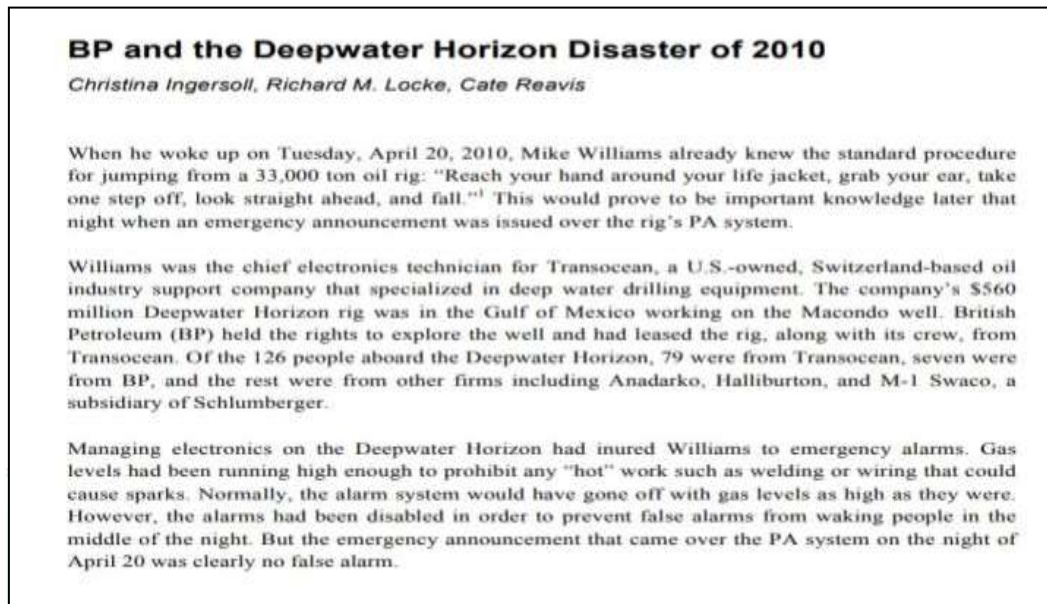 BP and the Deepwater Horizon Disaster of 2010
Christina Ingersoll, Richard M. Locke, Cate Reavis
When he woke up on Tuesday, April 20, 2010, Mike Williams already knew the standard procedure
for jumping from a 33,000 ton oil rig: “Reach your hand around your life jacket, grab your ear, take
one step off, look straight ahead, and fall.”1 This would prove to be important knowledge later that
night when an emergency announcement was issued over the rig’s PA system.
Williams was the chief electronics technician for Transocean, a U.S.-owned, Switzerland-based oil
industry support company that specialized in deep water drilling equipment. The company’s $560
million Deepwater Horizon rig was in the Gulf of Mexico working on the Macondo well. British
Petroleum (BP) held the rights to explore the well and had leased the rig, along with its crew, from
Transocean. Of the 126 people aboard the Deepwater Horizon, 79 were from Transocean, seven were
from BP, and the rest were from other firms including Anadarko, Halliburton, and M-1 Swaco, a
subsidiary of Schlumberger.
Managing electronics on the Deepwater Horizon had inured Williams to emergency alarms. Gas
levels had been running high enough to prohibit any “hot” work such as welding or wiring that could
cause sparks. Normally, the alarm system would have gone off with gas levels as high as they were.
However, the alarms had been disabled in order to prevent false alarms from waking people in the
middle of the night. But the emergency announcement that came over the PA system on the night of
April 20 was clearly no false alarm.